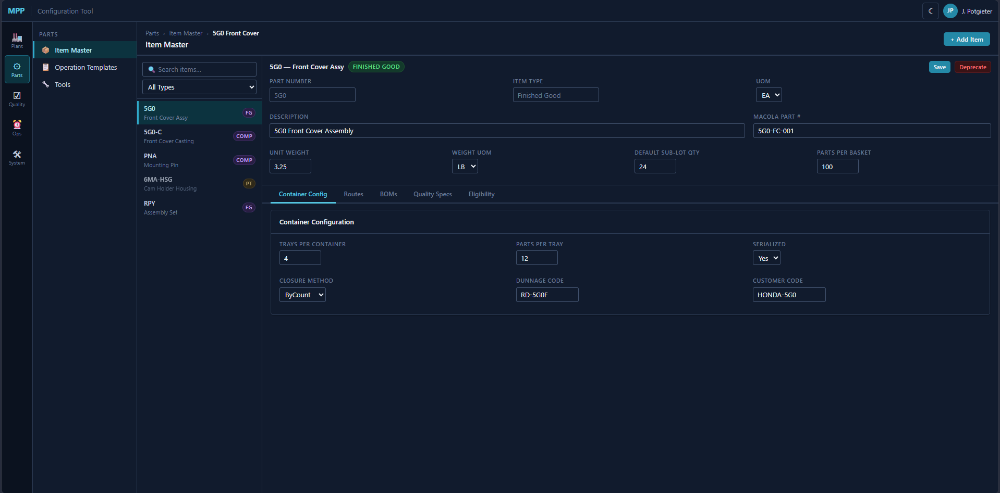 MPP
Configuration Tool
JP
J. Potgieter
Plant
Parts
Quality
Ops
System
PARTS
Item Master
Operation Templates
Tools
Parts › Item Master › 5G0 Front Cover
Item Master
+ Add Item
Search items...
All Types
5G0
Front Cover Assy
FG
5G0-C
Front Cover Casting
COMP
PNA
Mounting Pin
COMP
6MA-HSG
Cam Holder Housing
PT
RPY
Assembly Set
FG
5G0 — Front Cover Assy FINISHED GOOD
Save Deprecate
PART NUMBER ITEM TYPE UOM
5G0 Finished Good EA
DESCRIPTION MACOLA PART #
5G0 Front Cover Assembly 5G0-FC-001
UNIT WEIGHT WEIGHT UOM DEFAULT SUB-LOT QTY PARTS PER BASKET
3.25 LB 24 100
Container Config Routes BOMs Quality Specs Eligibility
Container Configuration
TRAYS PER CONTAINER PARTS PER TRAY SERIALIZED
4 12 Yes
CLOSURE METHOD DUNNAGE CODE CUSTOMER CODE
ByCount RD-5G0F HONDA-5G0